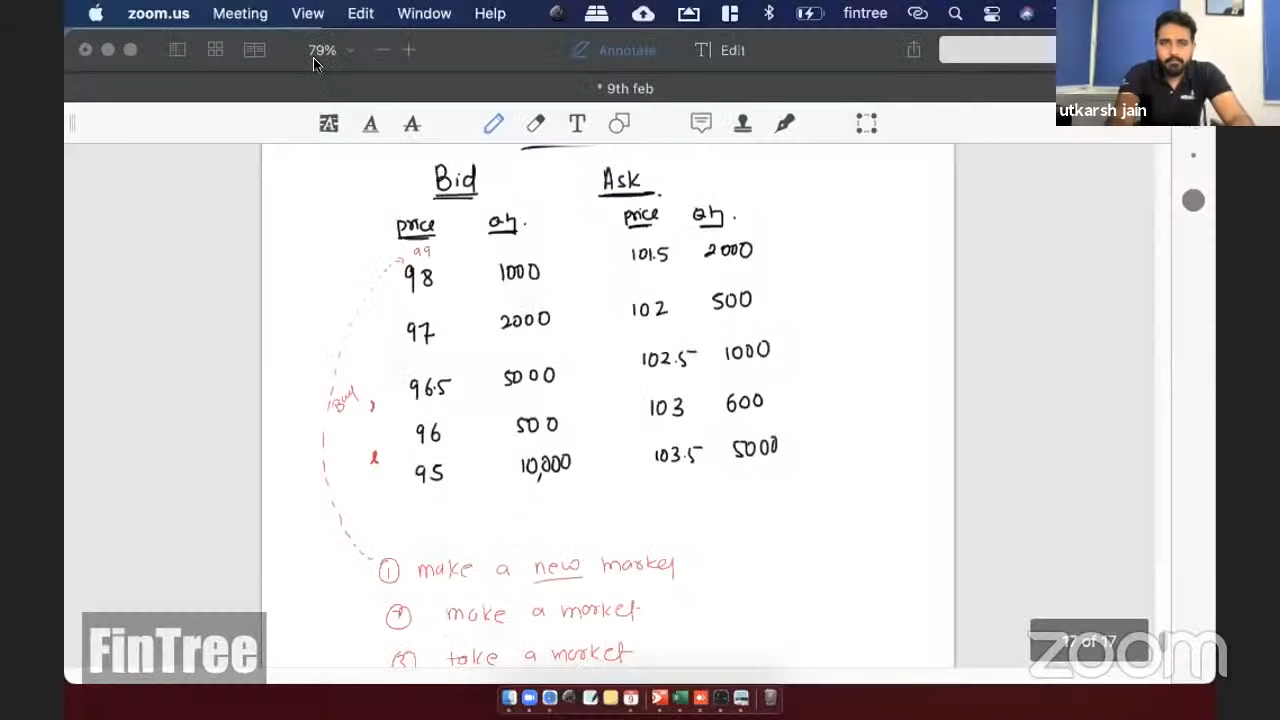 zoom.us Meeting View Edit Window Help fintree
79% Annotate T Edit
* 9th feb
utkarsh jain
Bid Ask
price qty. price qty.
99
98 1000 101.5 2000
97 2000 102 500
96.5 5000 102.5 1000
96 500 103 600
95 10,000 103.5 5000
① make a new market
make a market
take a market
FinTree
17 of 17
zoom